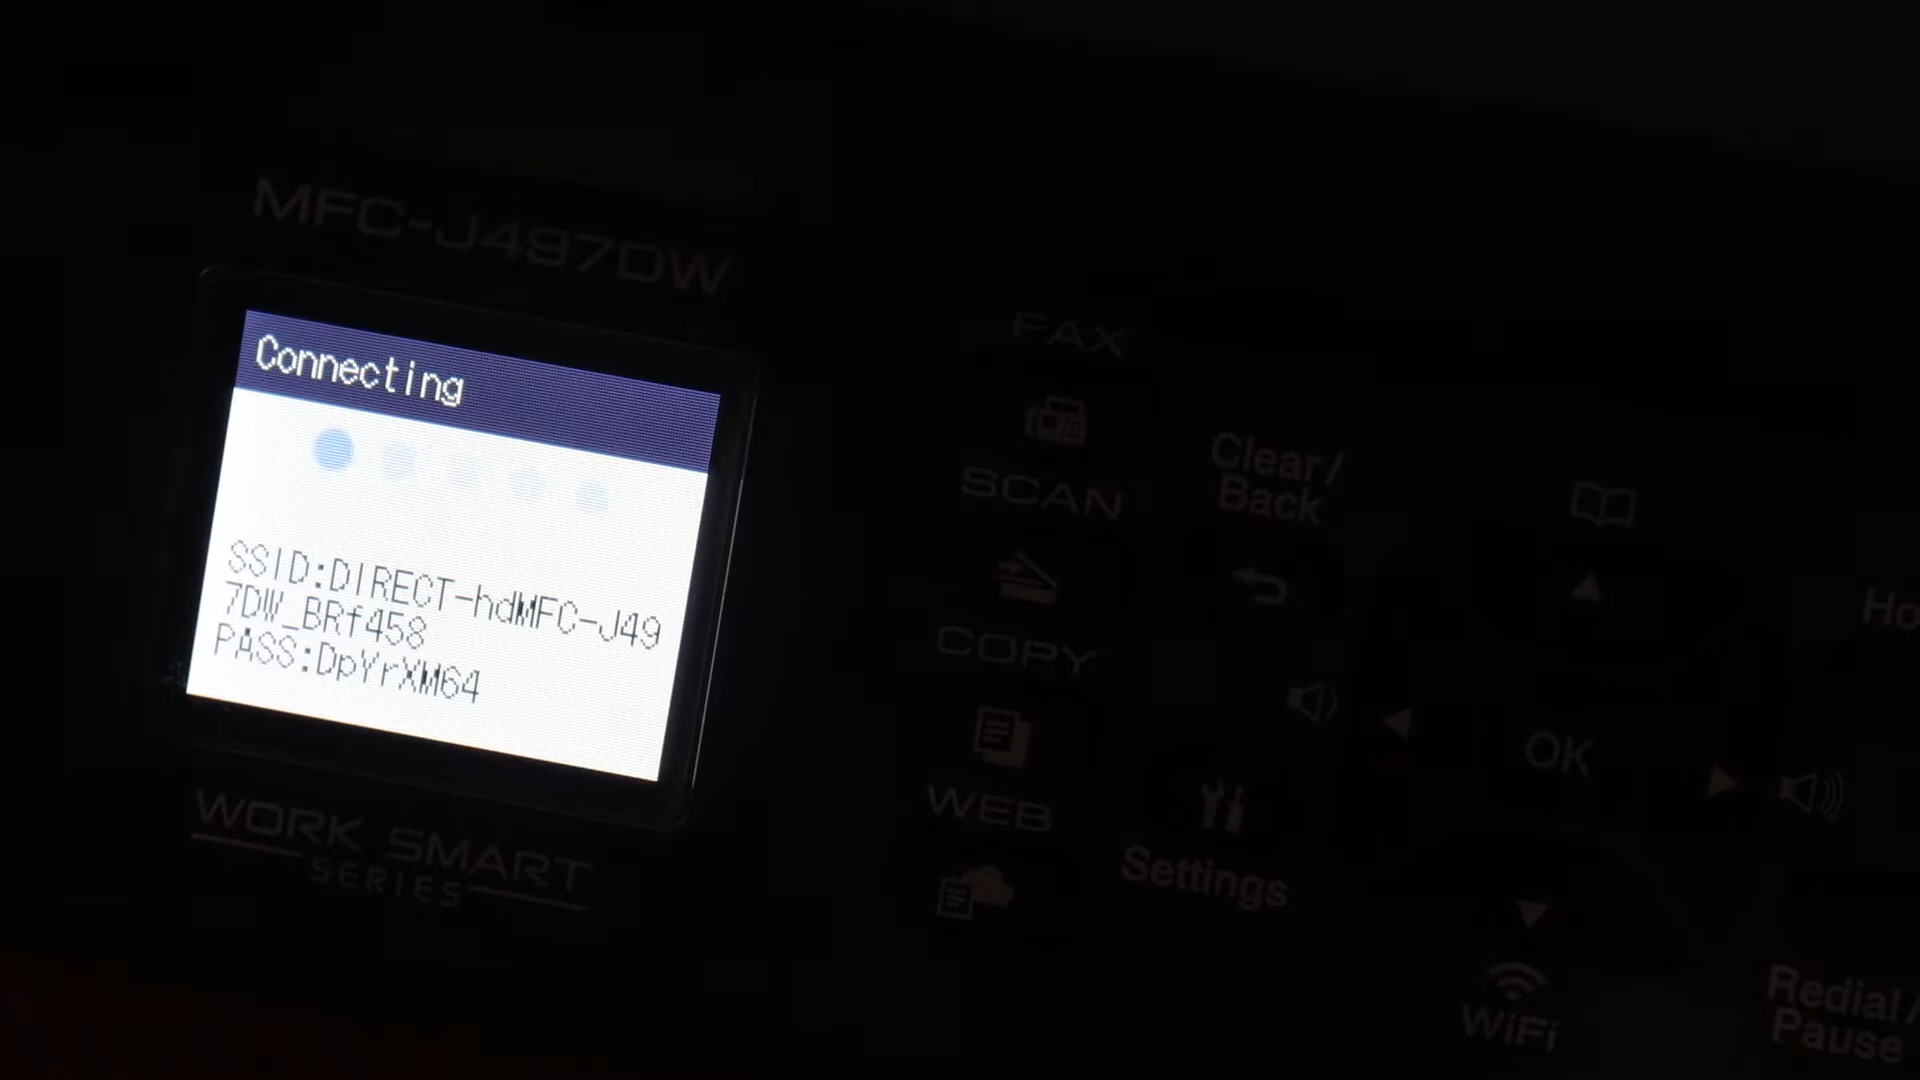 MFC-J497DW
Connecting
SSID:DIRECT-hdMFC-J49
7DW_BRf458
PASS:DpYrXM64
WORK SMART
SERIES
FAX
SCAN
COPY
WEB
Clear/
Back
Settings
OK
WiFi
Redial/
Pause